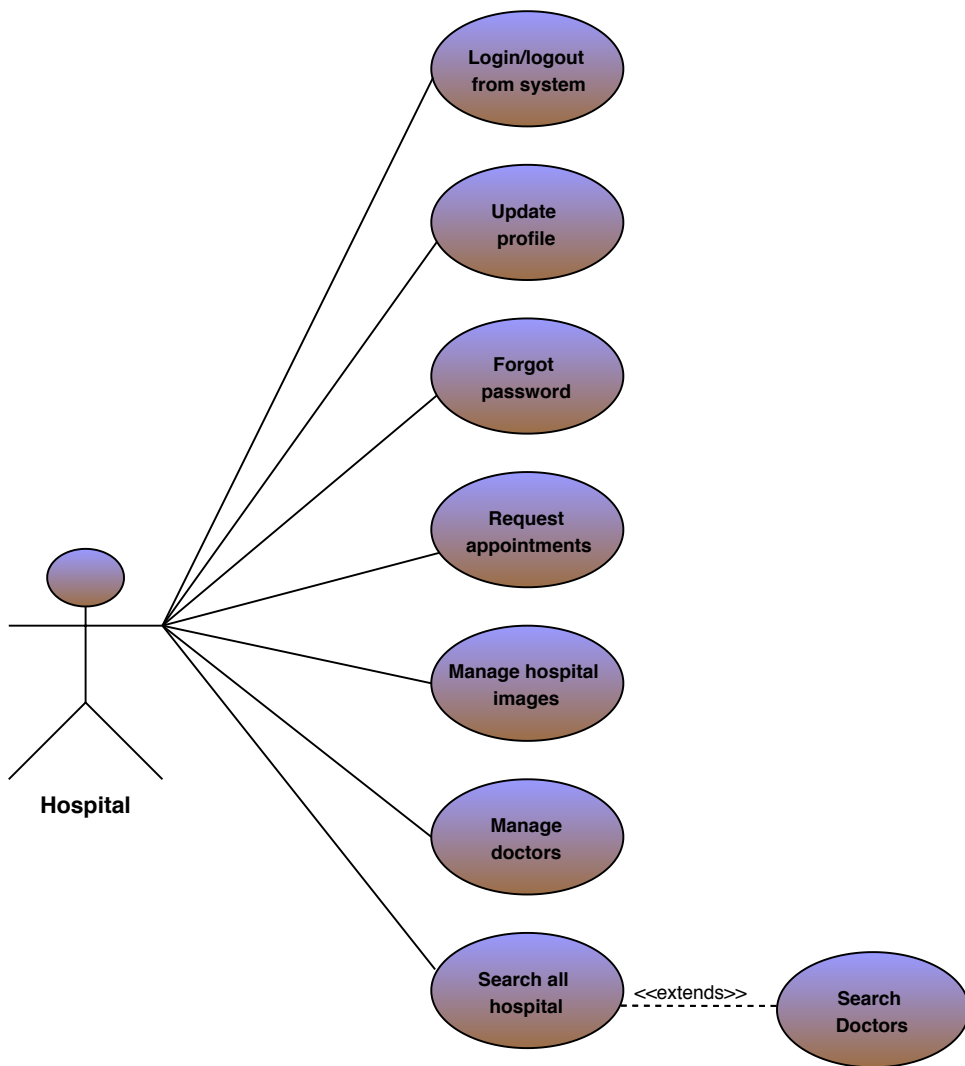 Login/logout
from system
Update
profile
Forgot
password
Request
appointments
Manage hospital
images
Hospital
Manage
doctors
Search all
hospital
<<extends>>
Search
Doctors